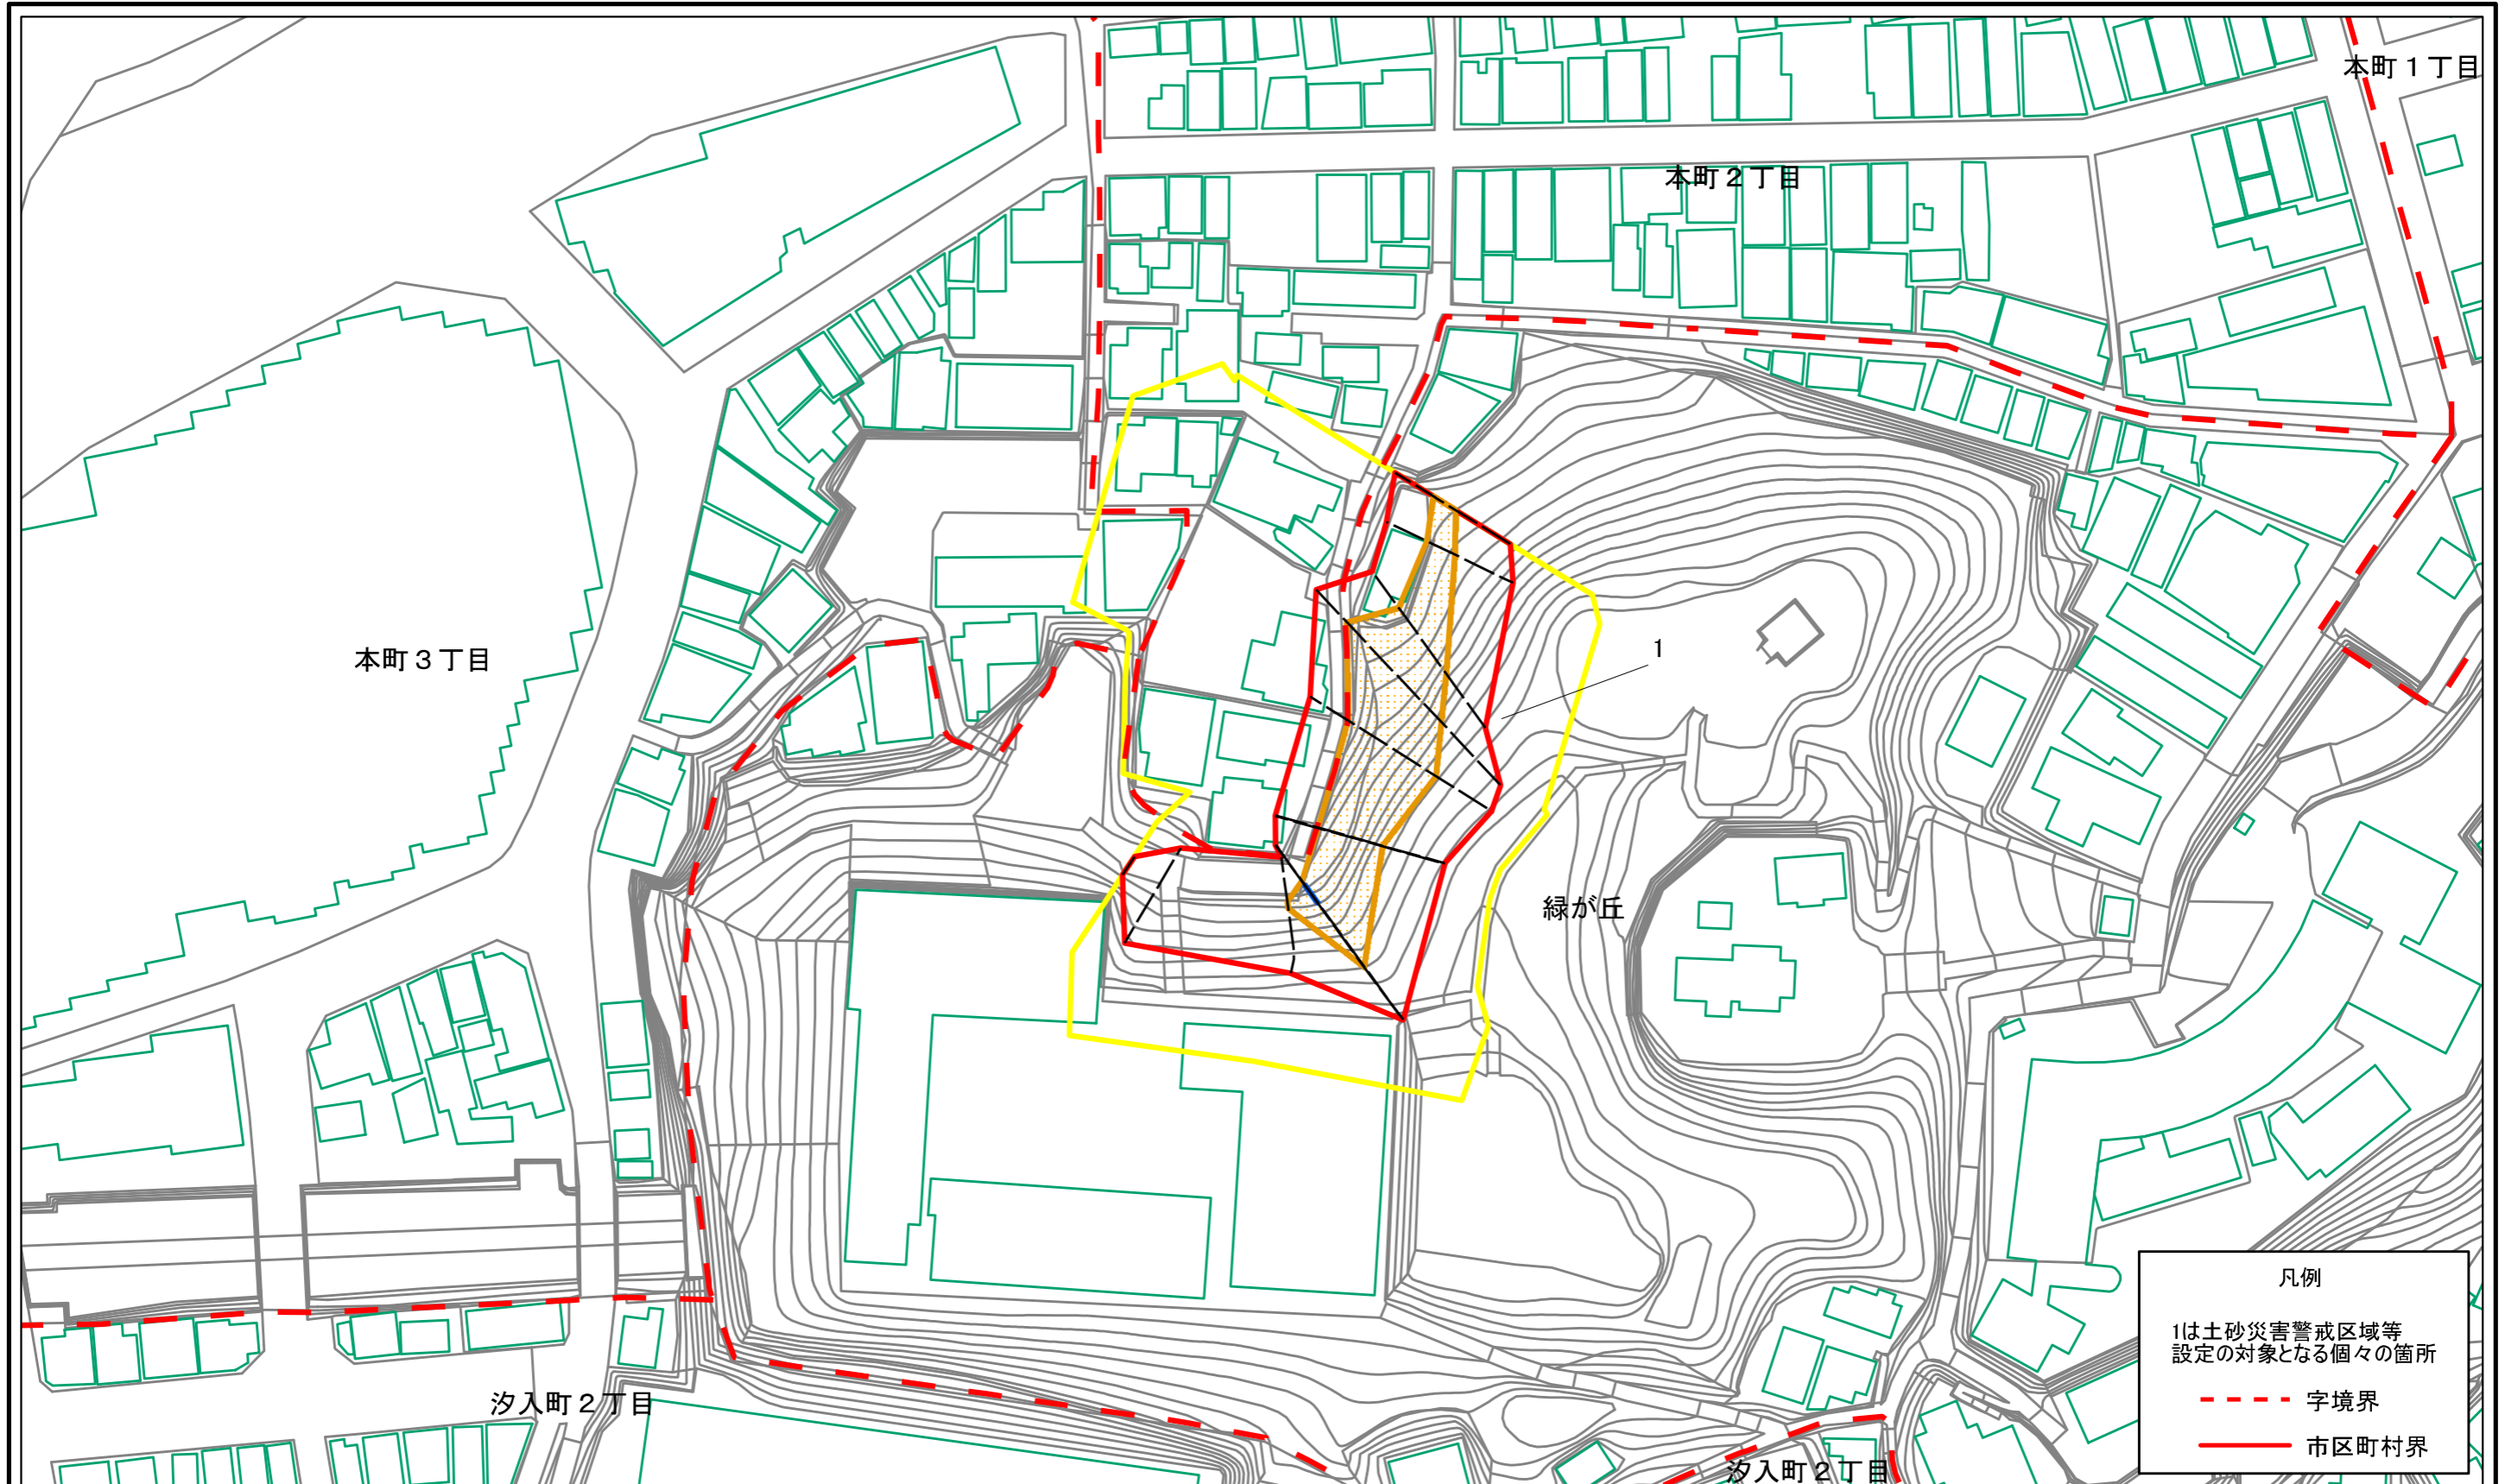 本町１丁目
本町２丁目
1
本町３丁目
緑が丘
凡例
1は土砂災害警戒区域等
設定の対象となる個々の箇所
字境界
市区町村界
汐入町２丁目
汐入町２丁目